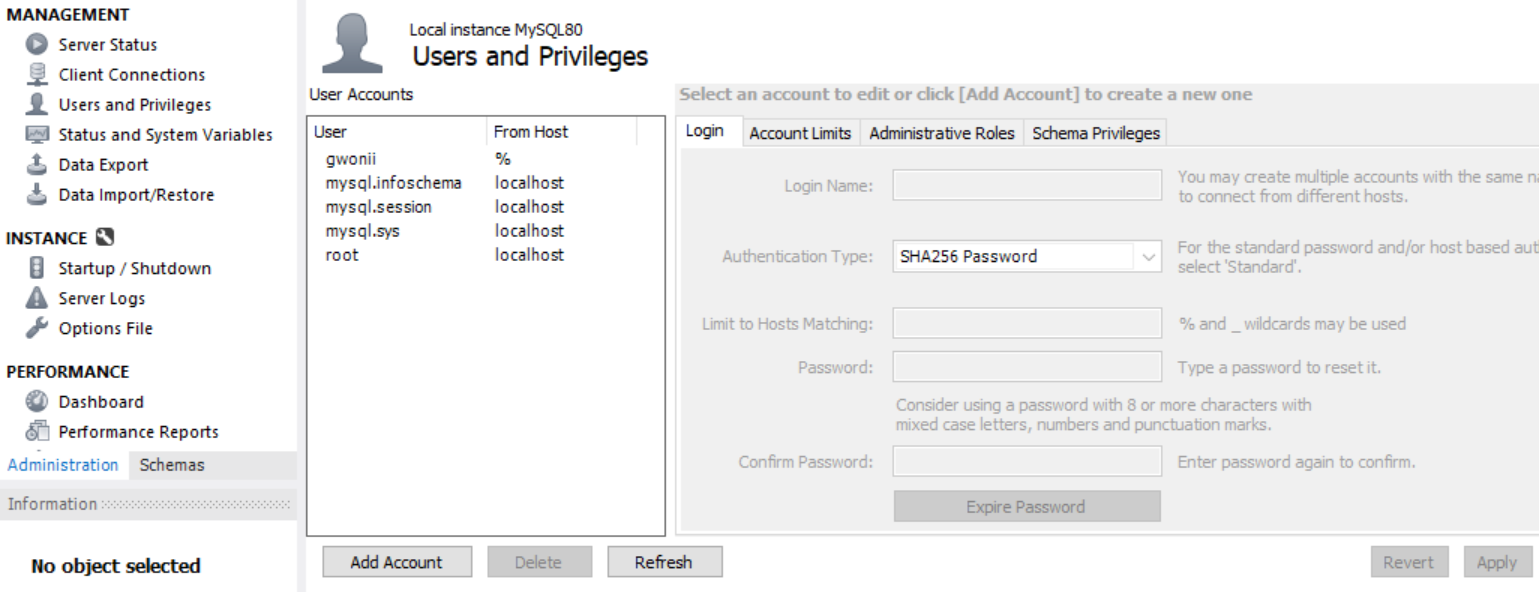 MANAGEMENT
Server Status
Client Connections
Users and Privileges
Status and System Variables
Data Export
Data Import/Restore
INSTANCE
Startup / Shutdown
Server Logs
Options File
PERFORMANCE
Dashboard
Performance Reports
Administration Schemas
Information
No object selected
Local instance MySQL80
Users and Privileges
User Accounts
User From Host
gwonii %
mysql.infoschema localhost
mysql.session localhost
mysql.sys localhost
root localhost
Add Account Delete Refresh
Select an account to edit or click [Add Account] to create a new one
Login Account Limits Administrative Roles Schema Privileges
Login Name:
You may create multiple accounts with the same
to connect from different hosts.
Authentication Type: SHA256 Password
For the standard password and/or host based
select 'Standard'.
Limit to Hosts Matching: % and _ wildcards may be used
Password: Type a password to reset it.
Consider using a password with 8 or more characters with
mixed case letters, numbers and punctuation marks.
Confirm Password: Enter password again to confirm.
Expire Password
Revert Apply